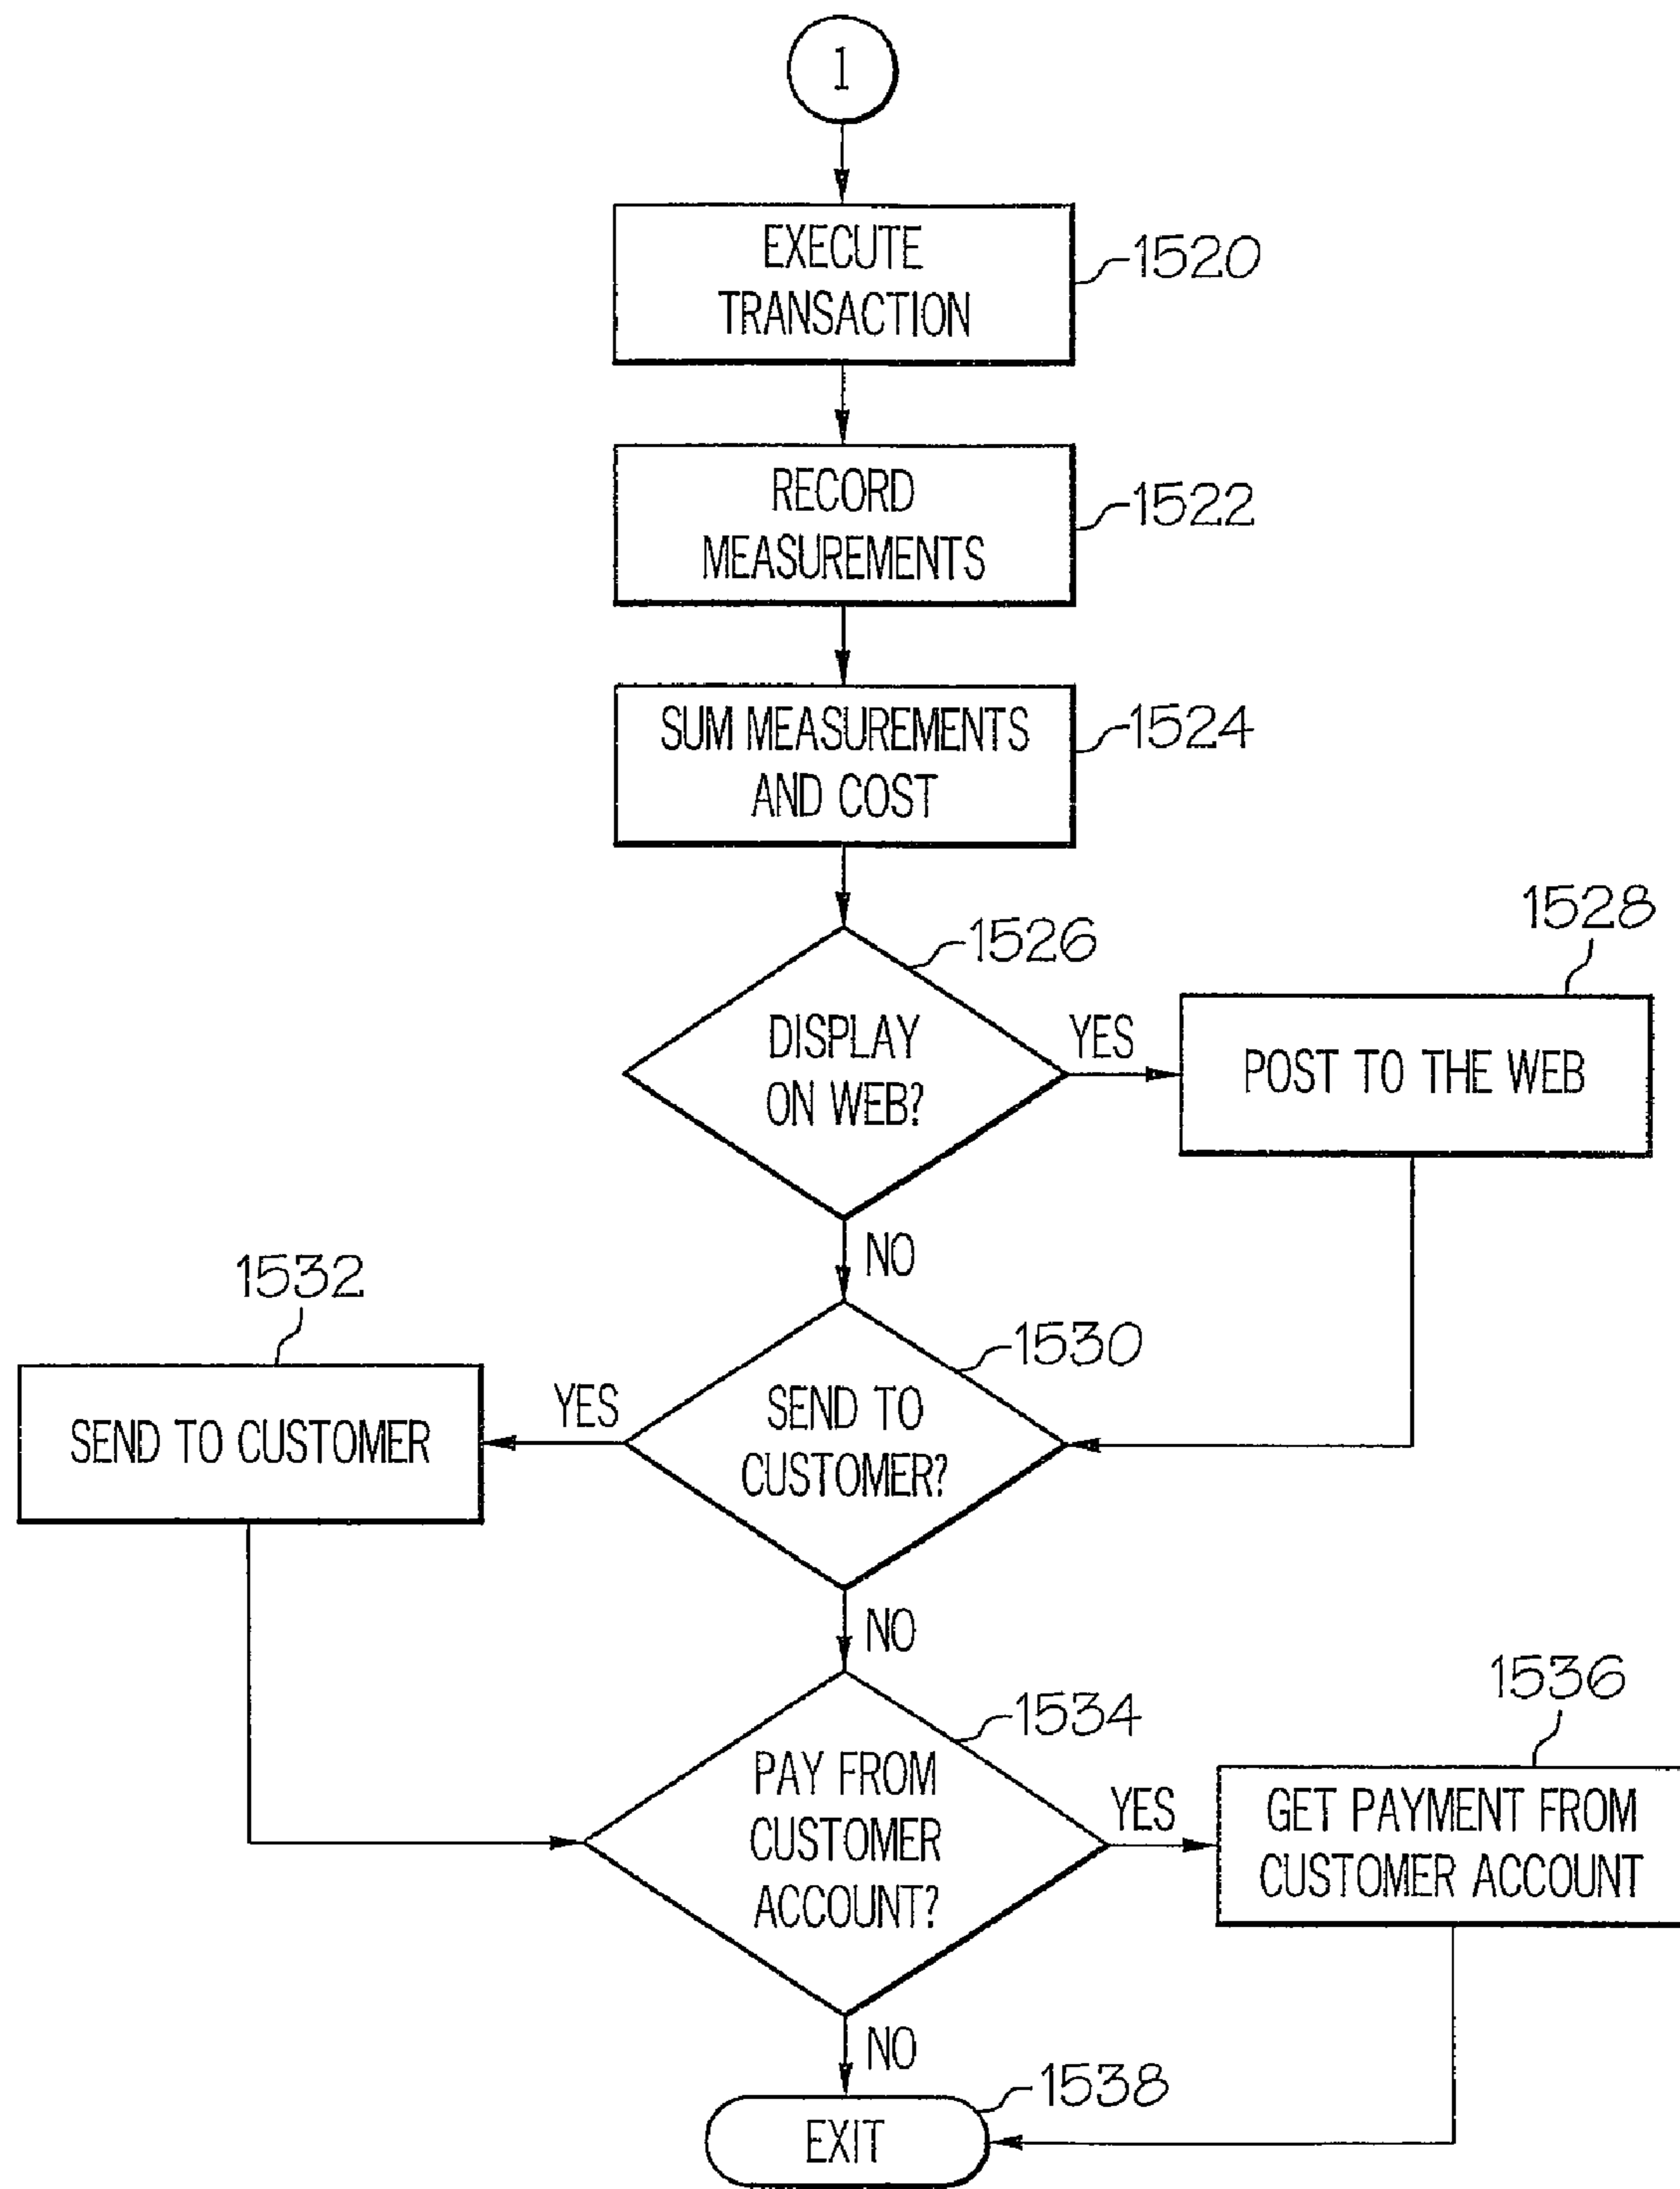 1
EXECUTE
TRANSACTION
1520
RECORD
MEASUREMENTS
1522
SUM MEASUREMENTS
AND COST
1524
1526
DISPLAY
ON WEB?
YES
1528
POST TO THE WEB
NO
1530
SEND TO
CUSTOMER?
YES
1532
SEND TO CUSTOMER
NO
1534
PAY FROM
CUSTOMER
ACCOUNT?
YES
1536
GET PAYMENT FROM
CUSTOMER ACCOUNT
NO
1538
EXIT